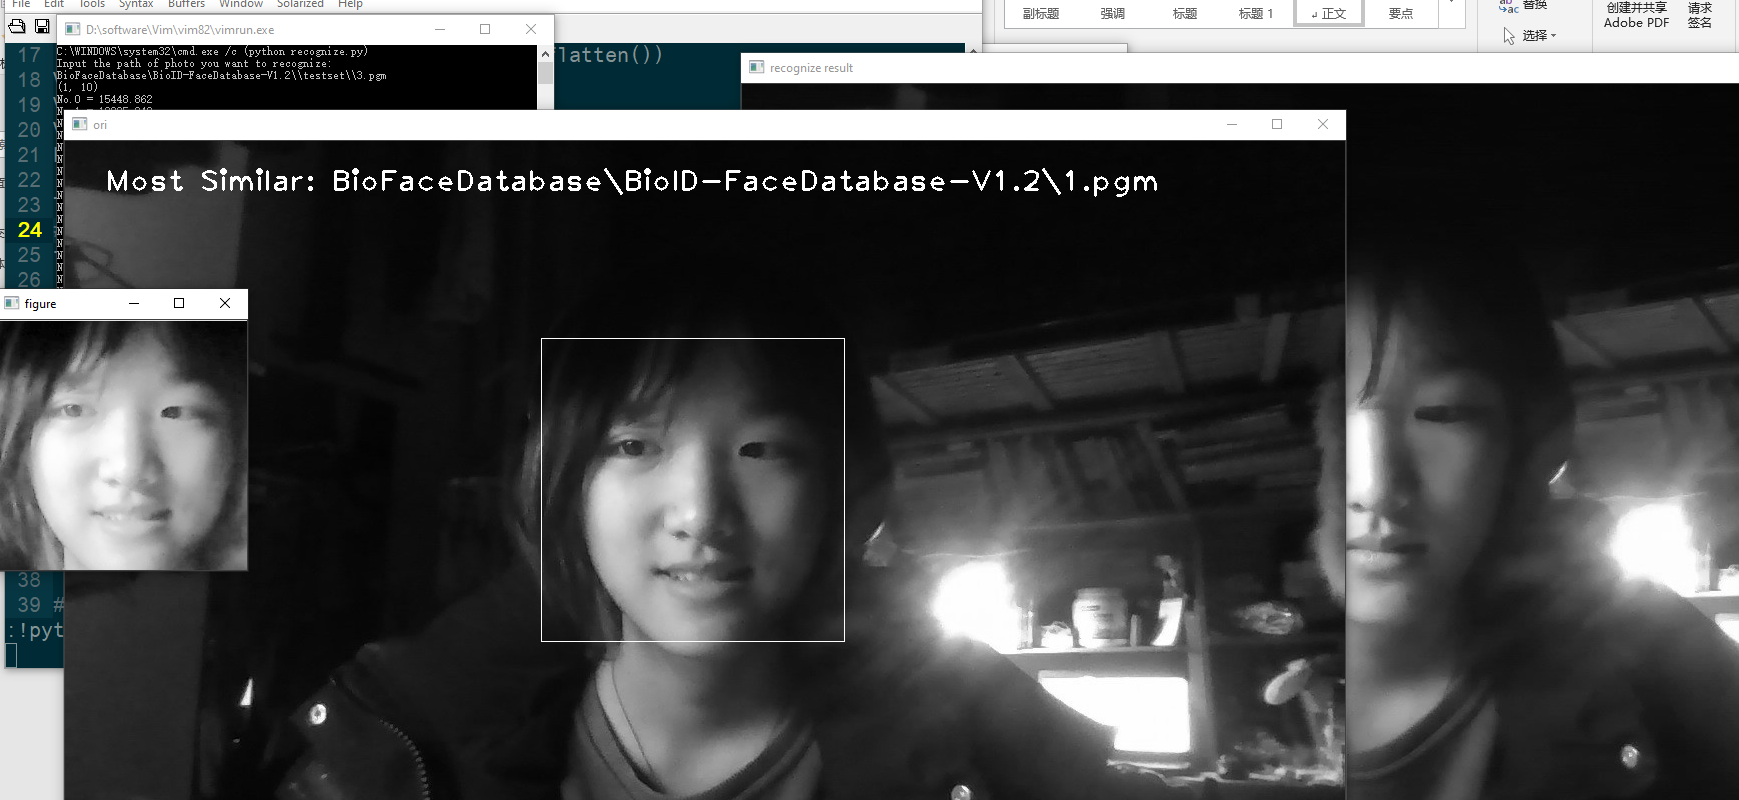 File Edit Tools Syntax Buffers Window Solarized Help
副标题 强调 标题 标题 1 ↲正文 要点
替换
选择
创建并共享
Adobe PDF
请求
签名
D:\software\Vim\vim82\vimrun.exe
C:\WINDOWS\system32\cmd.exe /c (python recognize.py)
Input the path of photo you want to recognize:
BioFaceDatabase\BioID-FaceDatabase-V1.2\\testset\\3.pgm
(1, 10)
No.0 = 15448.862
latten())
recognize result
ori
Most Similar: BioFaceDatabase\BioID-FaceDatabase-V1.2\1.pgm
17
18
19
20
21
22
23
24
25
26
figure
38
39 #
:!pyt